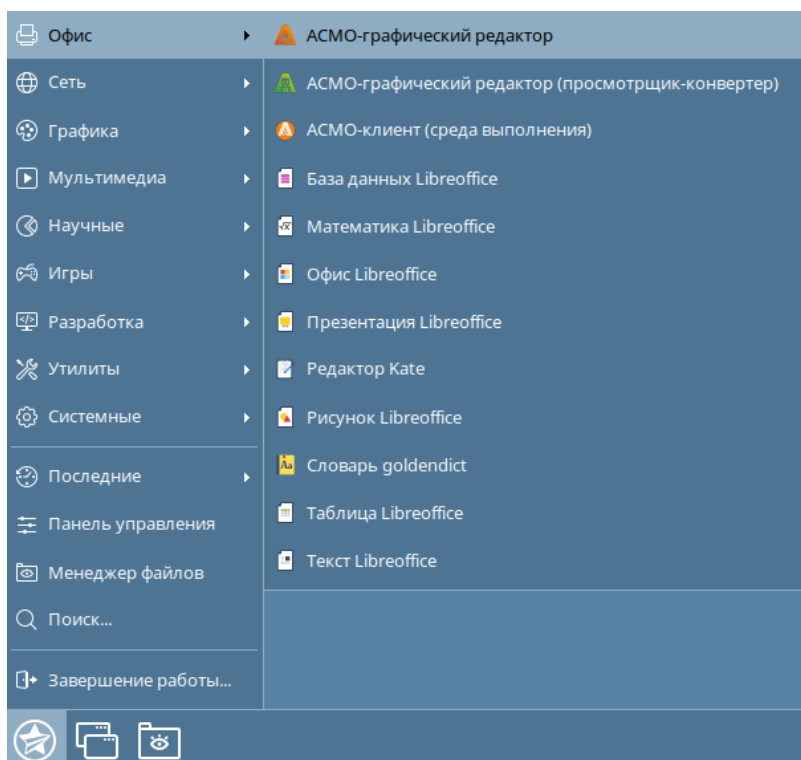 Офис
Сеть
Графика
Мультимедиа
Научные
Игры
Разработка
Утилиты
Системные
Последние
Панель управления
Менеджер файлов
Поиск...
Завершение работы...
АСМО-графический редактор
АСМО-графический редактор (просмотрщик-конвертер)
АСМО-клиент (среда выполнения)
База данных Libreoffice
Математика Libreoffice
Офис Libreoffice
Презентация Libreoffice
Редактор Kate
Рисунок Libreoffice
Словарь goldendict
Таблица Libreoffice
Текст Libreoffice